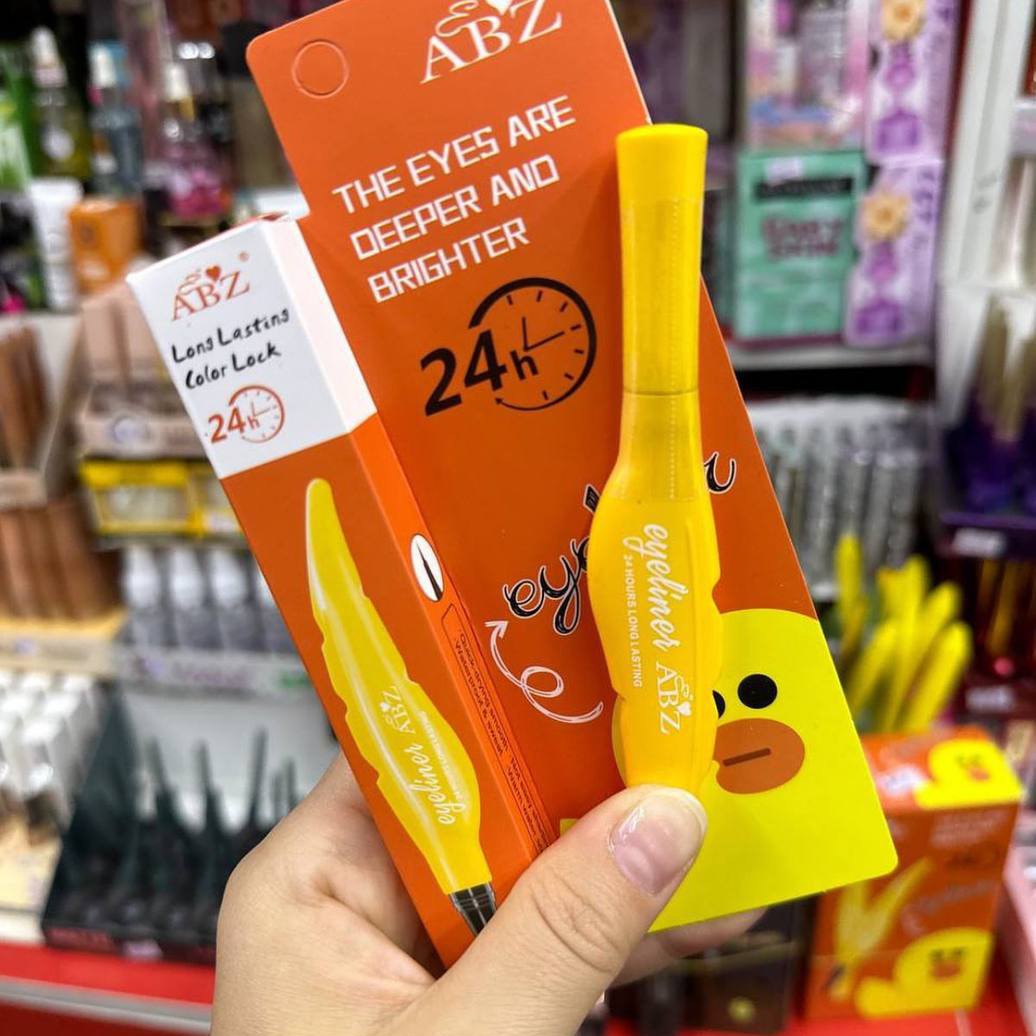 ABZ
THE EYES ARE
DEEPER AND
BRIGHTER
24h
ABZ
Long Lasting
Color Lock
24h
eyeliner ABZ
eyeliner ABZ
24 HOURS LONG LASTING